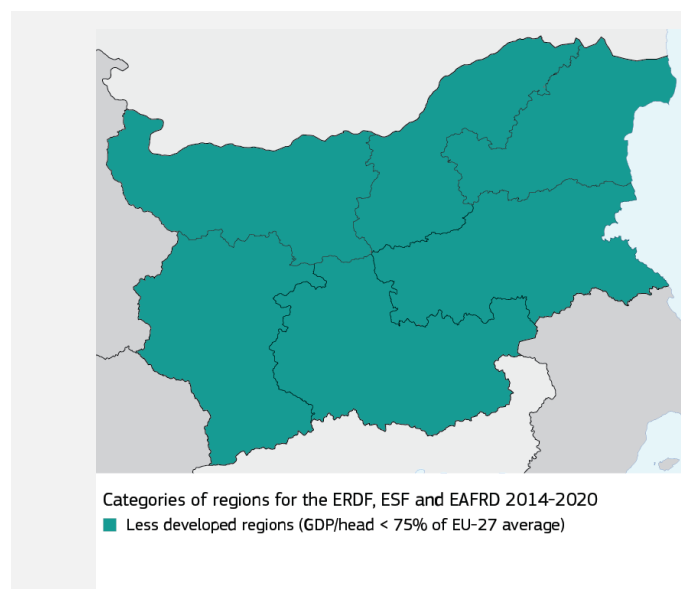 Categories of regions for the ERDF, ESF and EAFRD 2014-2020
Less developed regions (GDP/head < 75% of EU-27 average)